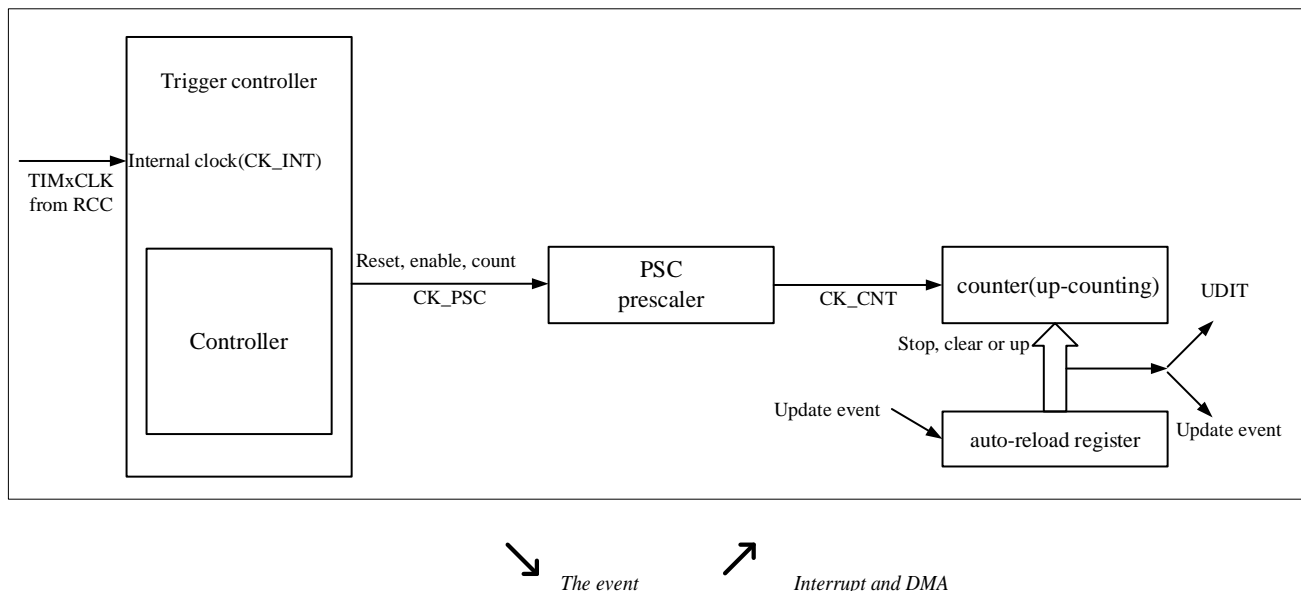 Trigger controller
Internal clock(CK_INT)
TIMxCLK
from RCC
Controller
Reset, enable, count
CK_PSC
PSC
prescaler
CK_CNT
counter(up-counting)
UDIT
Stop, clear or up
Update event
Update event
auto-reload register
The event
Interrupt and DMA